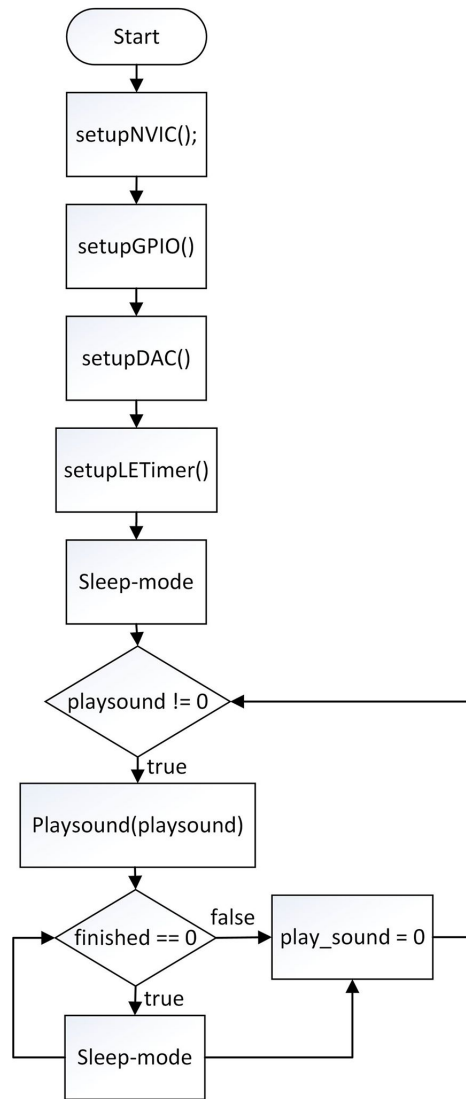 Start
setupNVIC();
setupGPIO()
setupDAC()
setupLETimer()
Sleep-mode
playsound != 0
true
Playsound(playsound)
finished == 0
false
play_sound = 0
true
Sleep-mode